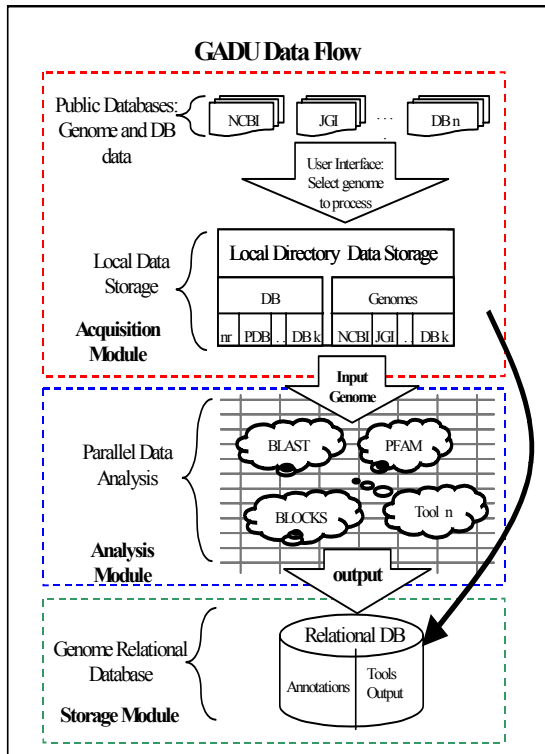 GADU Data Flow
Public Databases:
Genome and DB
data
NCBI
JGI
. . .
DB n
.
User Interface:
Select genome
to process
Local Directory Data Storage
DB
Genomes
nr
PDB
. .
DB k
NCBI
JGI
. .
DB k
Local Data
Storage
Acquisition
Module
Input
Genome
Parallel Data
Analysis
BLAST
PFAM
BLOCKS
Tool n
Analysis
Module
output
Genome Relational
Database
Relational DB
Annotations
Tools
Output
Storage Module